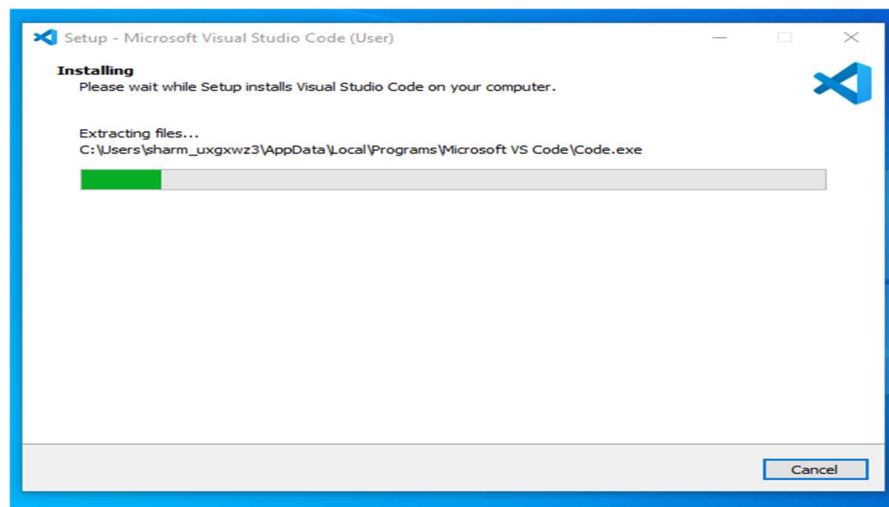 Setup - Microsoft Visual Studio Code (User)
Installing
Please wait while Setup installs Visual Studio Code on your computer.
Extracting files...
C:\Users\sharm_uxgxwz3\AppData\Local\Programs\Microsoft VS Code\Code.exe
Cancel